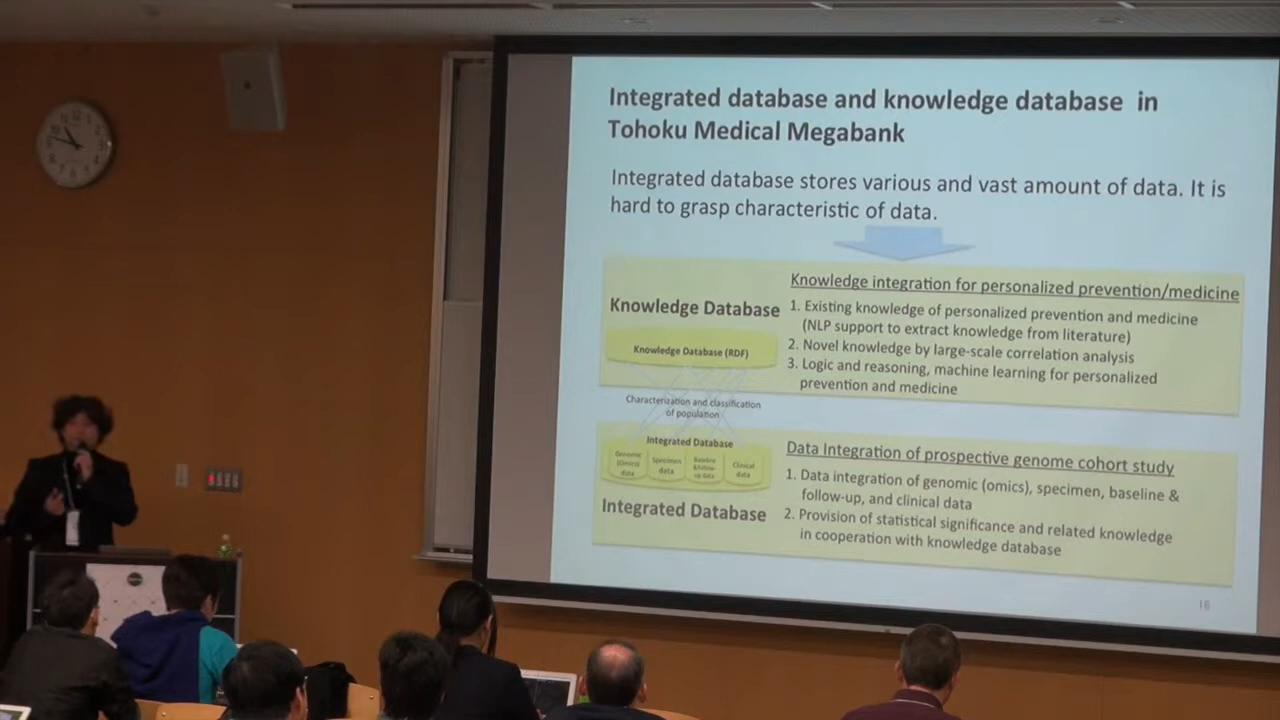 Integrated database and knowledge database in
Tohoku Medical Megabank
Integrated database stores various and vast amount of data. It is
hard to grasp characteristic of data.
Knowledge Database
Knowledge Database (RDF)
Knowledge integration for personalized prevention/medicine
1. Existing knowledge of personalized prevention and medicine
(NLP support to extract knowledge from literature)
2. Novel knowledge by large-scale correlation analysis
3. Logic and reasoning, machine learning for personalized
prevention and medicine
Characterization and classification
of population
Integrated Database
Genomic
(Omics)
data
Specimen
data
Baseline
&Follow-
up data
Clinical
data
Integrated Database
Data Integration of prospective genome cohort study
1. Data integration of genomic (omics), specimen, baseline &
follow-up, and clinical data
2. Provision of statistical significance and related knowledge
in cooperation with knowledge database
16